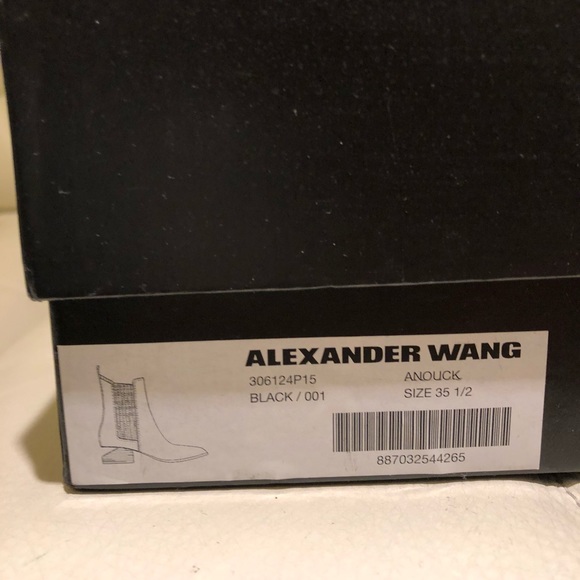 ALEXANDER WANG
306124P15 ANOUCK
BLACK / 001 SIZE 35 1/2
887032544265